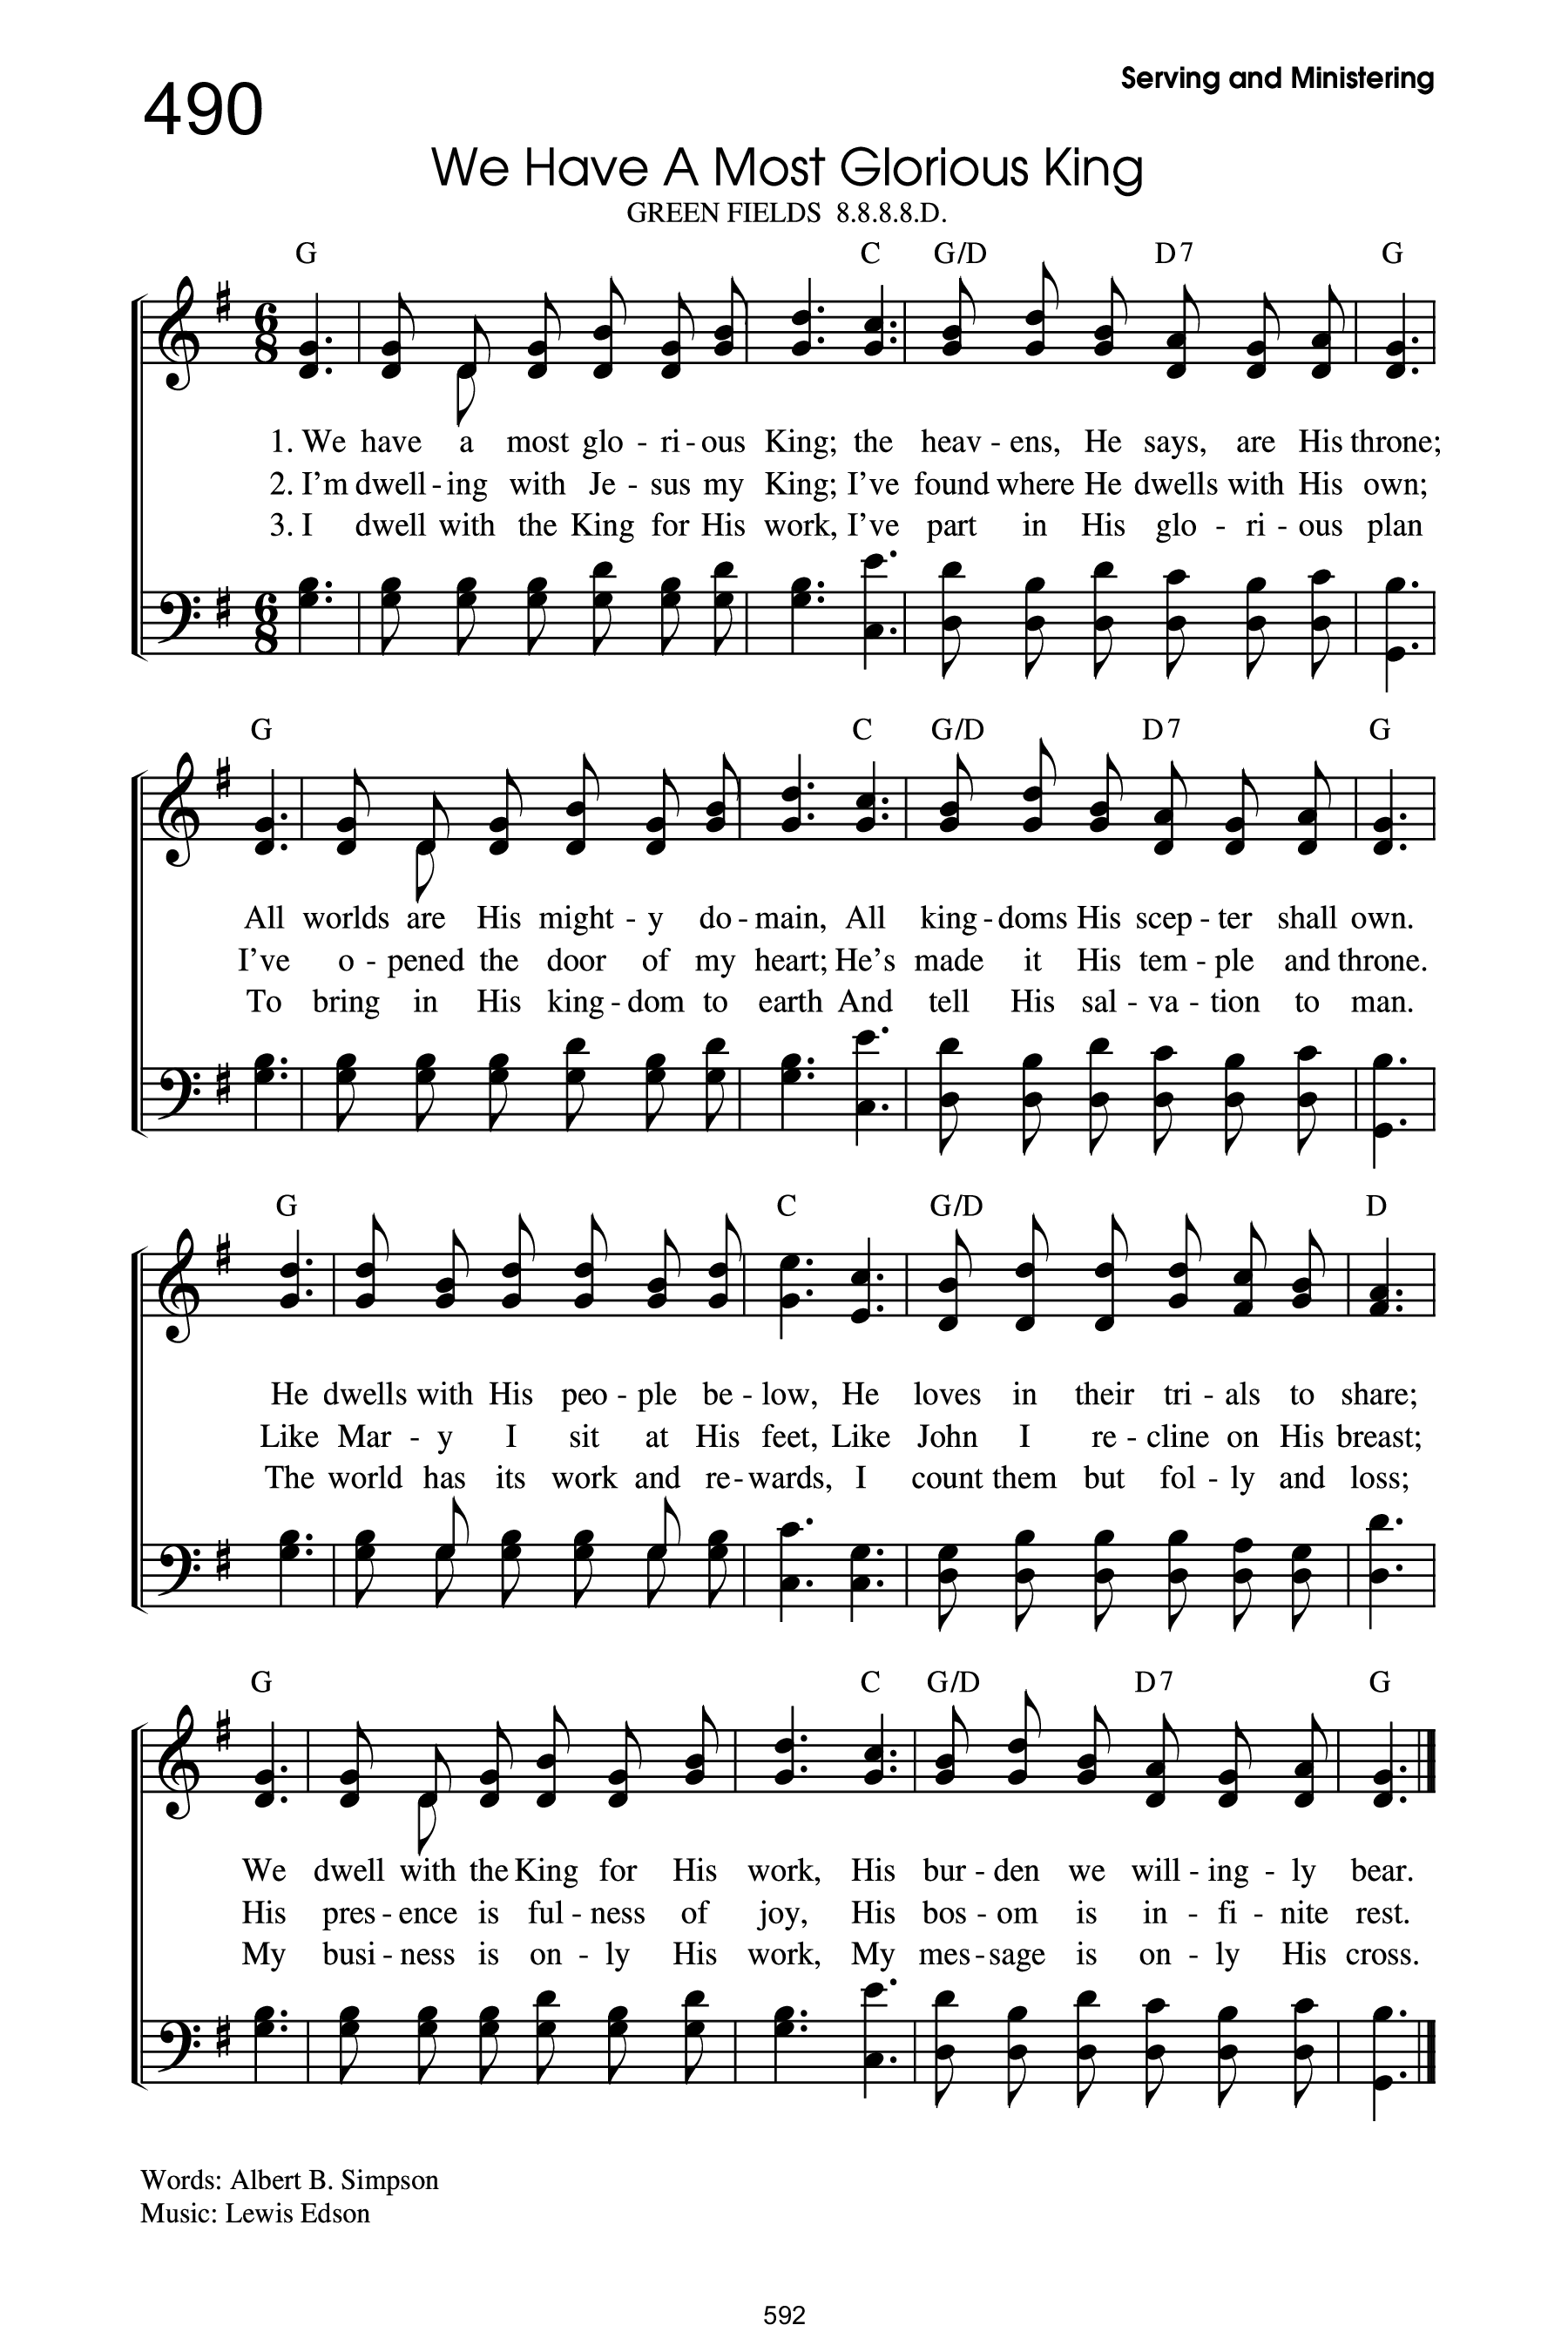 Serving and Ministering
490
We Have A Most Glorious King
GREEN FIELDS 8.8.8.8.D.
G C G/D D7 G
1. We have a most glo - ri - ous King; the heav - ens, He says, are His throne;
2. I'm dwell - ing with Je - sus my King; I've found where He dwells with His own;
3. I dwell with the King for His work, I've part in His glo - ri - ous plan
G C G/D D7 G
All worlds are His might - y do - main, All king - doms His scep - ter shall own.
I've o - pened the door of my heart; He's made it His tem - ple and throne.
To bring in His king - dom to earth And tell His sal - va - tion to man.
G C G/D D
He dwells with His peo - ple be - low, He loves in their tri - als to share;
Like Mar - y I sit at His feet, Like John I re - cline on His breast;
The world has its work and re - wards, I count them but fol - ly and loss;
G C G/D D7 G
We dwell with the King for His work, His bur - den we will - ing - ly bear.
His pres - ence is ful - ness of joy, His bos - om is in - fi - nite rest.
My busi - ness is on - ly His work, My mes - sage is on - ly His cross.
Words: Albert B. Simpson
Music: Lewis Edson
592